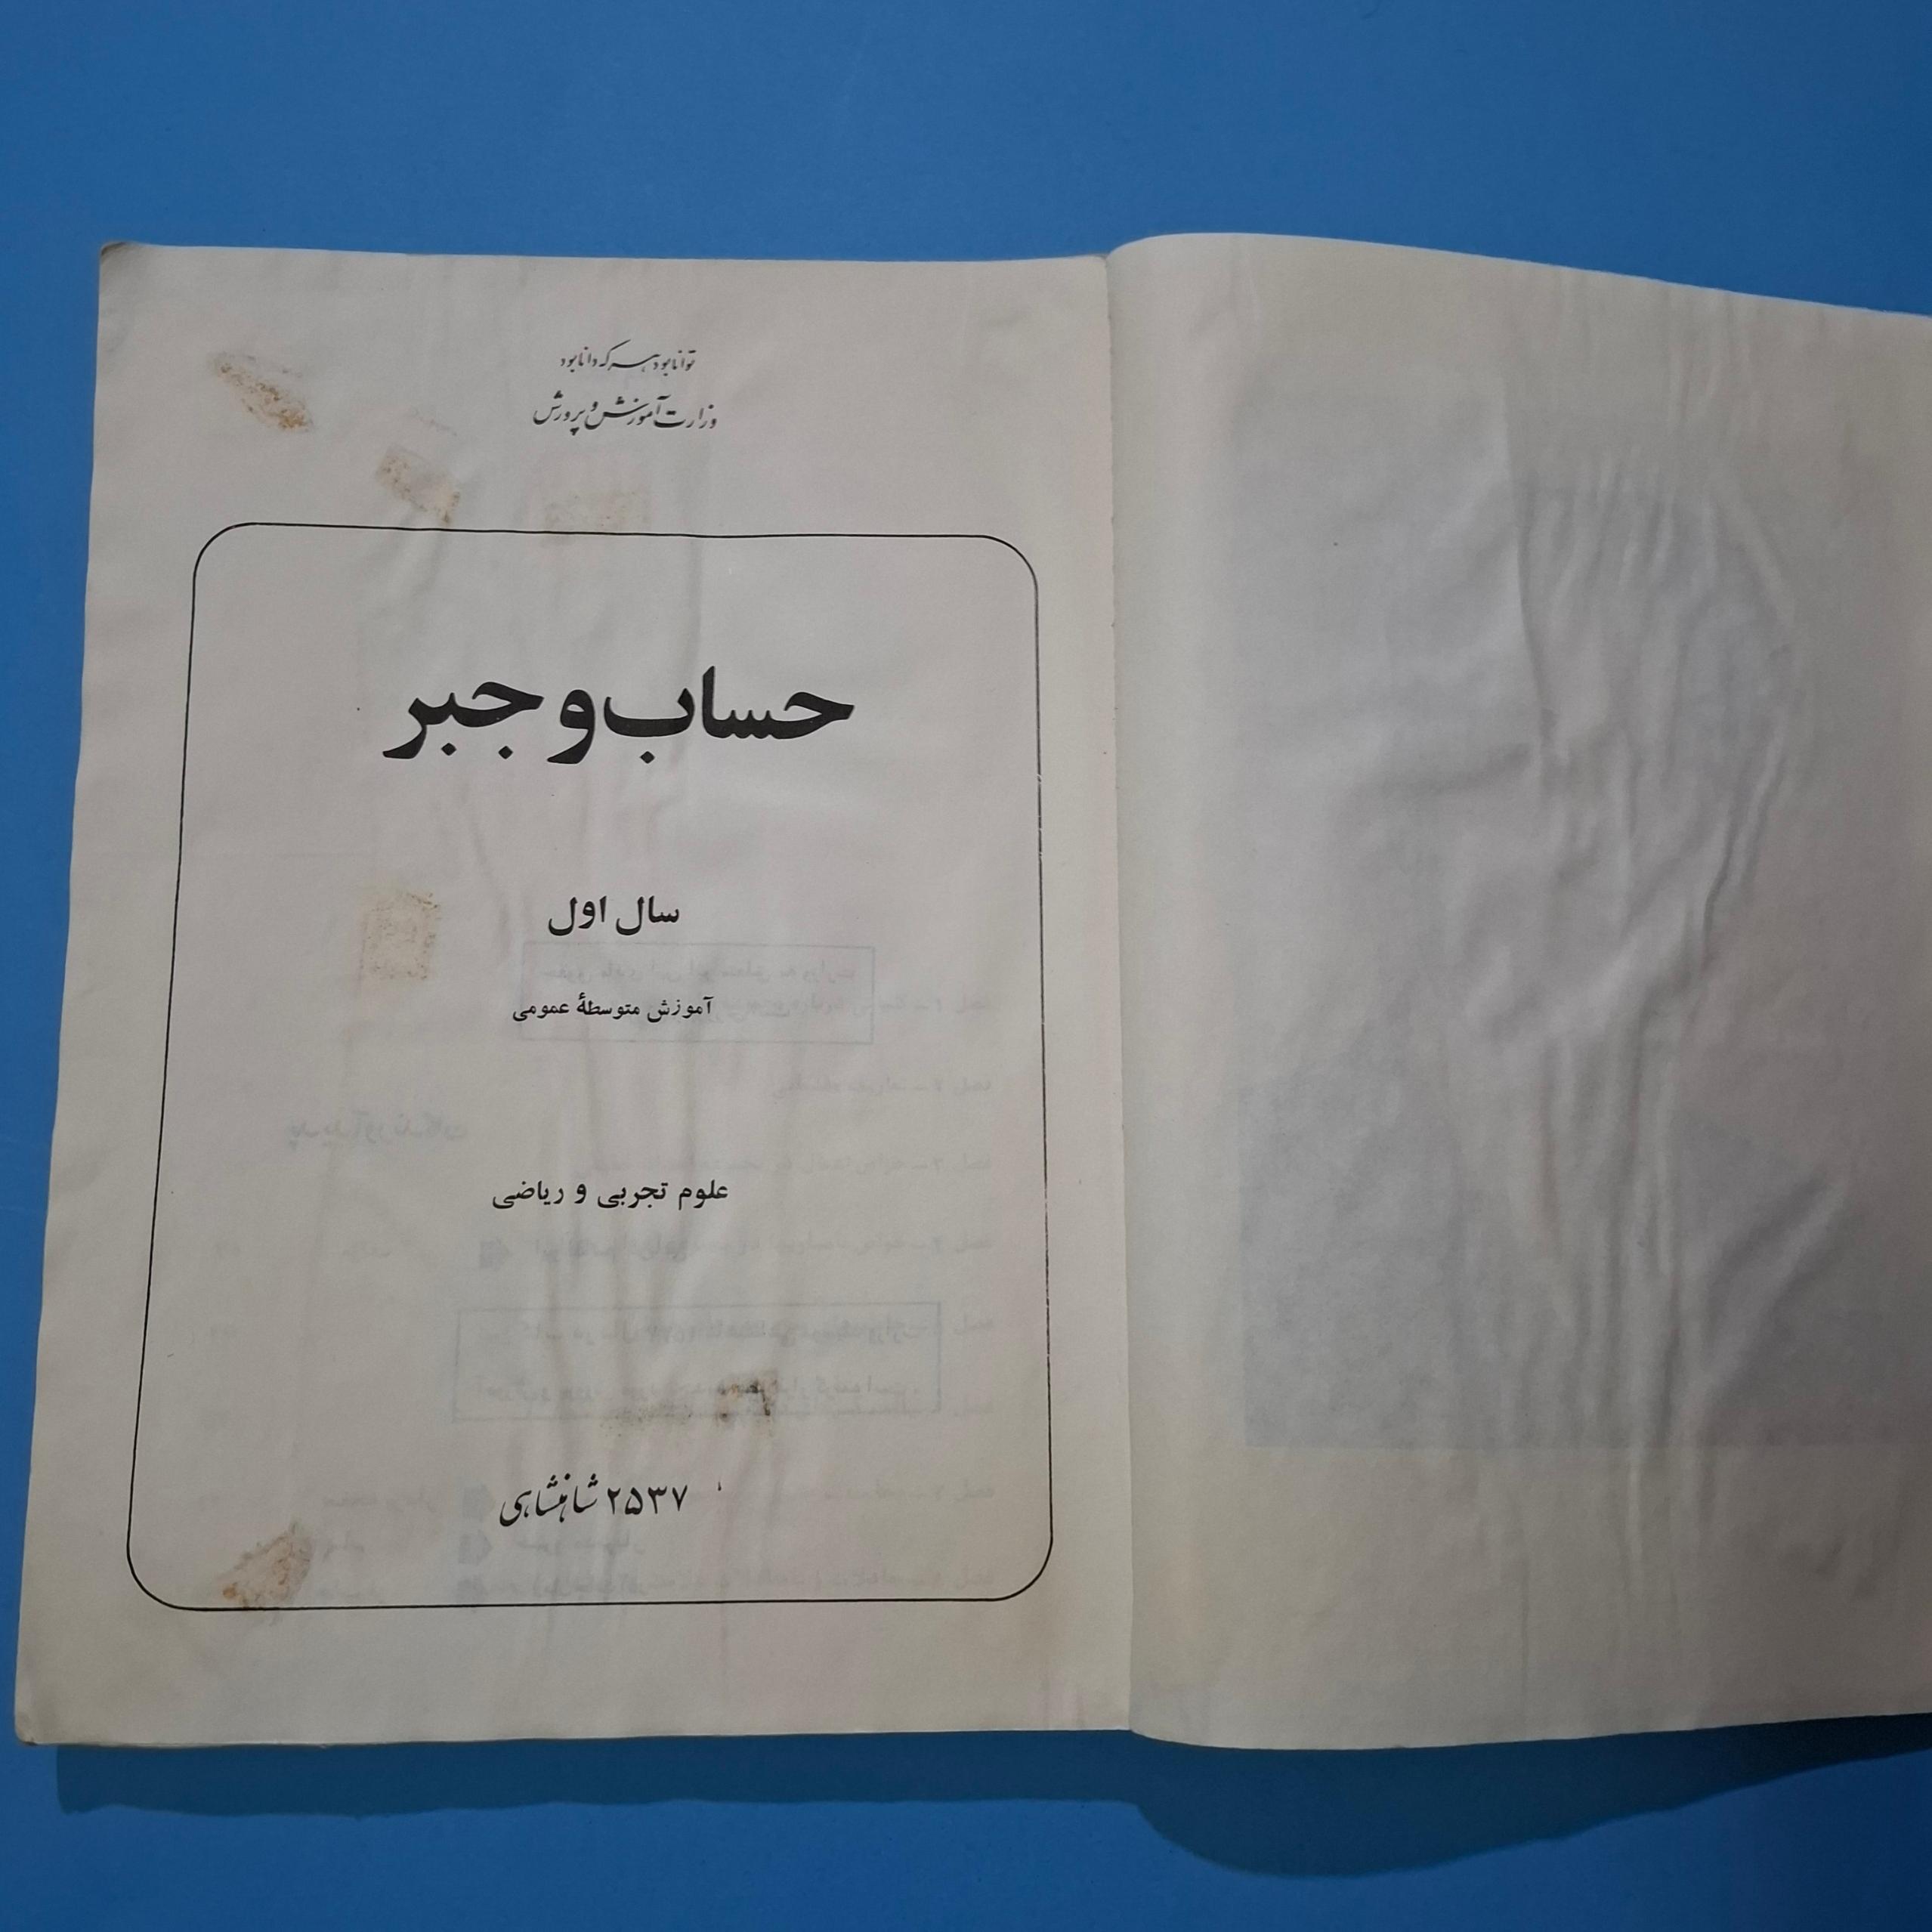 توانا بود هر که دانا بود
وزارت آموزش و پرورش
حساب و جبر
سال اول
آموزش متوسطهٔ عمومی
علوم تجربی و ریاضی
۲۵۳۷ شاهنشاهی